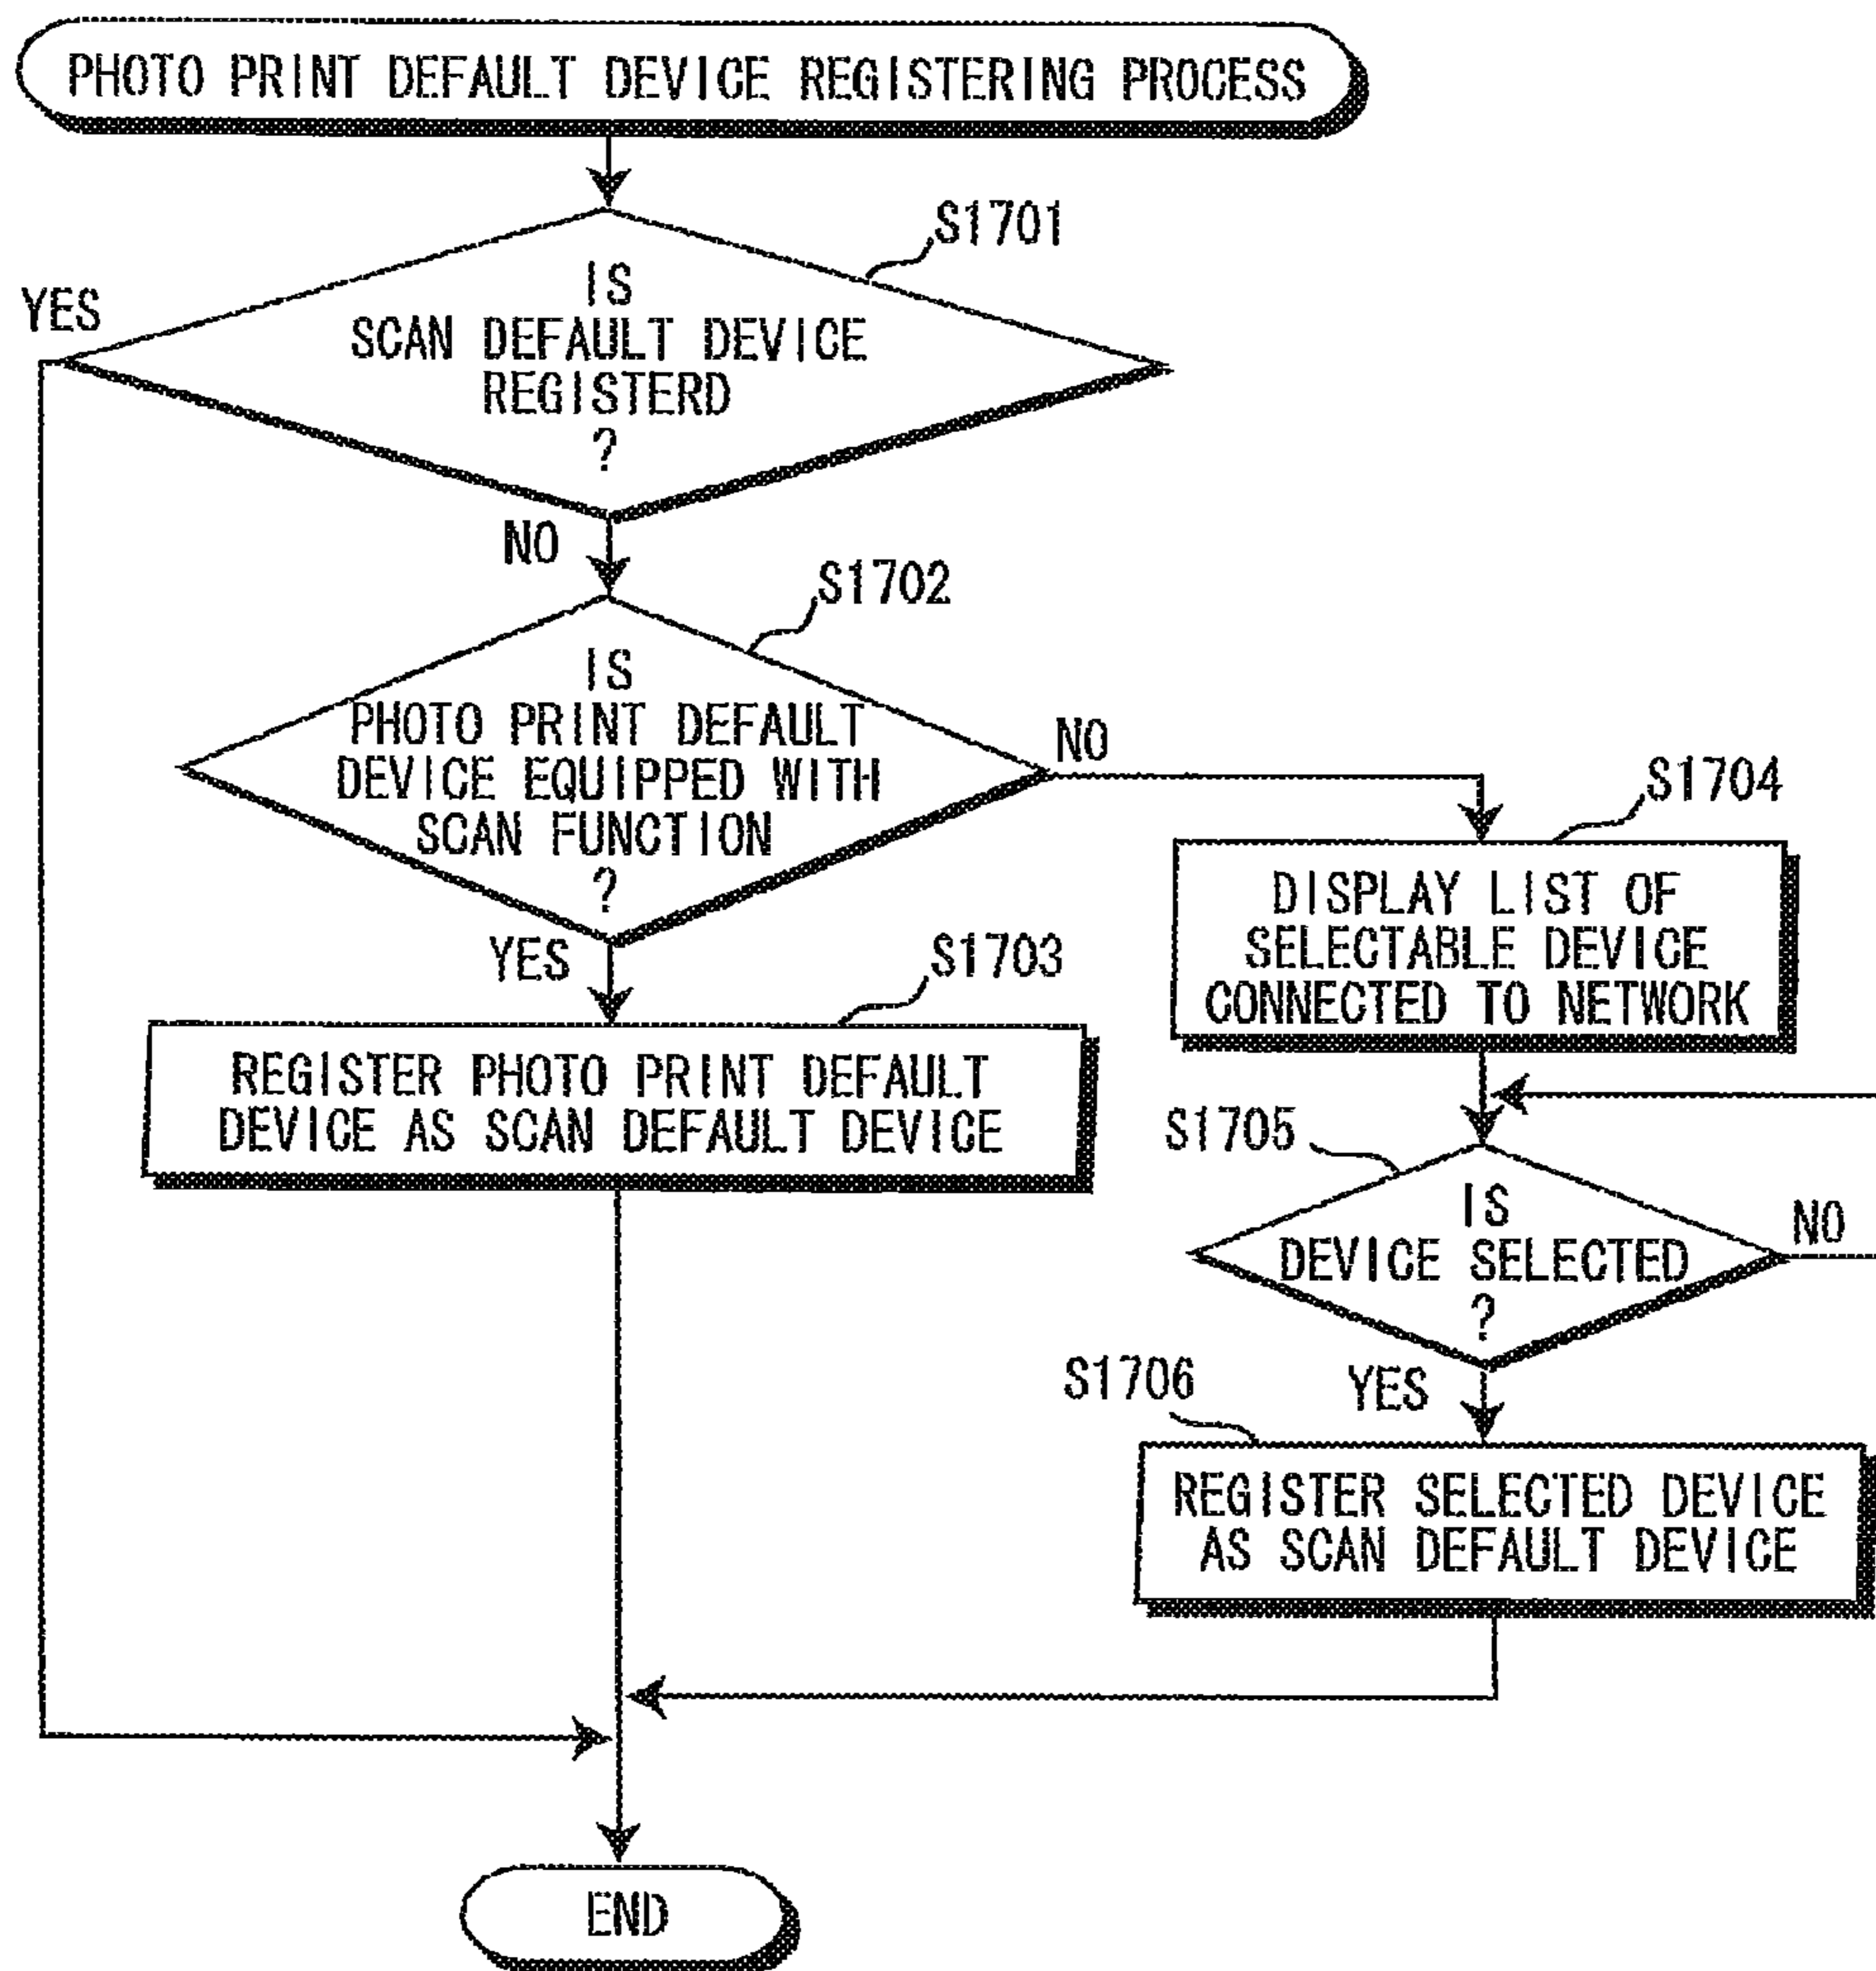 PHOTO PRINT DEFAULT DEVICE REGISTERING PROCESS
S1701
YES
IS
SCAN DEFAULT DEVICE
REGISTERD
?
NO
S1702
IS
PHOTO PRINT DEFAULT
DEVICE EQUIPPED WITH
SCAN FUNCTION
?
NO
YES
S1703
REGISTER PHOTO PRINT DEFAULT
DEVICE AS SCAN DEFAULT DEVICE
S1704
DISPLAY LIST OF
SELECTABLE DEVICE
CONNECTED TO NETWORK
S1705
IS
DEVICE SELECTED
?
NO
YES
S1706
REGISTER SELECTED DEVICE
AS SCAN DEFAULT DEVICE
END